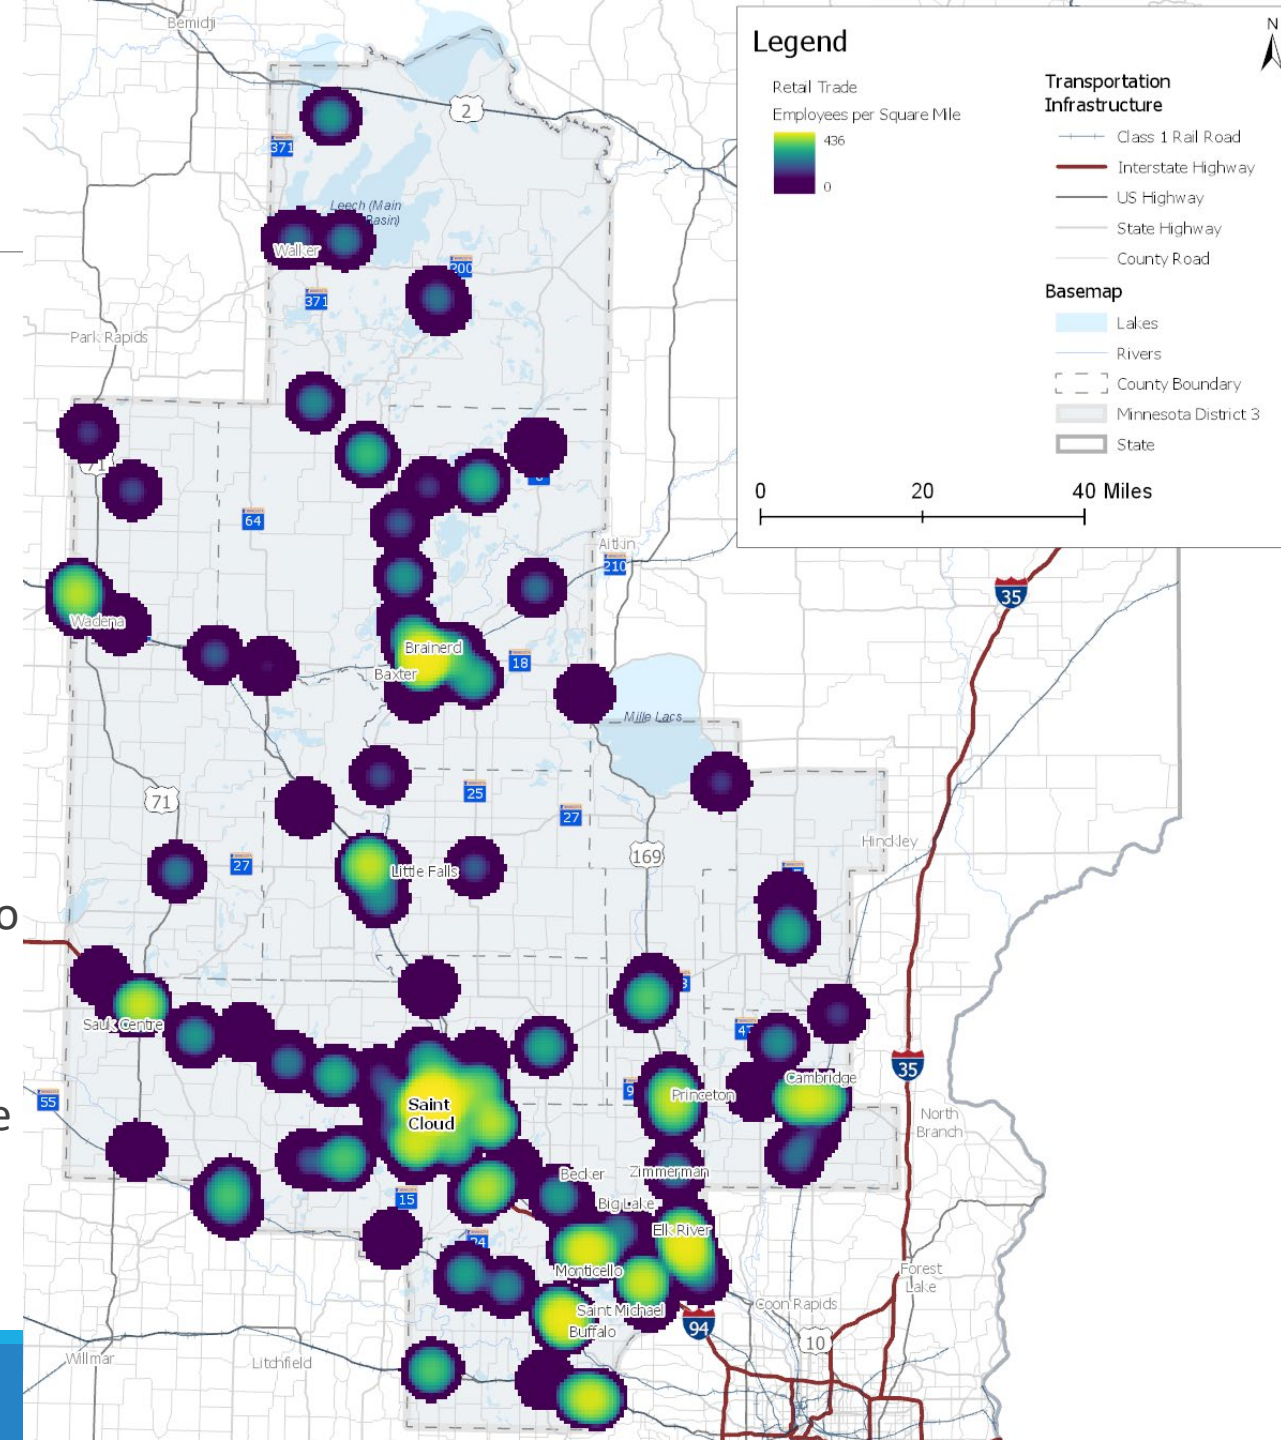 Bemidji
2
371
Leech (Main
Basin)
Walker
200
371
Park Rapids
71
64
Aitkin
210
Wadena
Brainerd
Baxter
18
Mille Lacs
25
71
27
27
169
Hinckley
Little Falls
Sauk Centre
55
Saint
Cloud
Princeton
Cambridge
North
Branch
35
35
Becker
Zimmerman
15
Big Lake
24
Elk River
Monticello
Saint Michael
Buffalo
Forest
Lake
Coon Rapids
94
10
Willmar
Litchfield
o
e
Legend
N
Retail Trade
Employees per Square Mile
436
0
Transportation
Infrastructure
Class 1 Rail Road
Interstate Highway
US Highway
State Highway
County Road
Basemap
Lakes
Rivers
County Boundary
Minnesota District 3
State
0 20 40 Miles